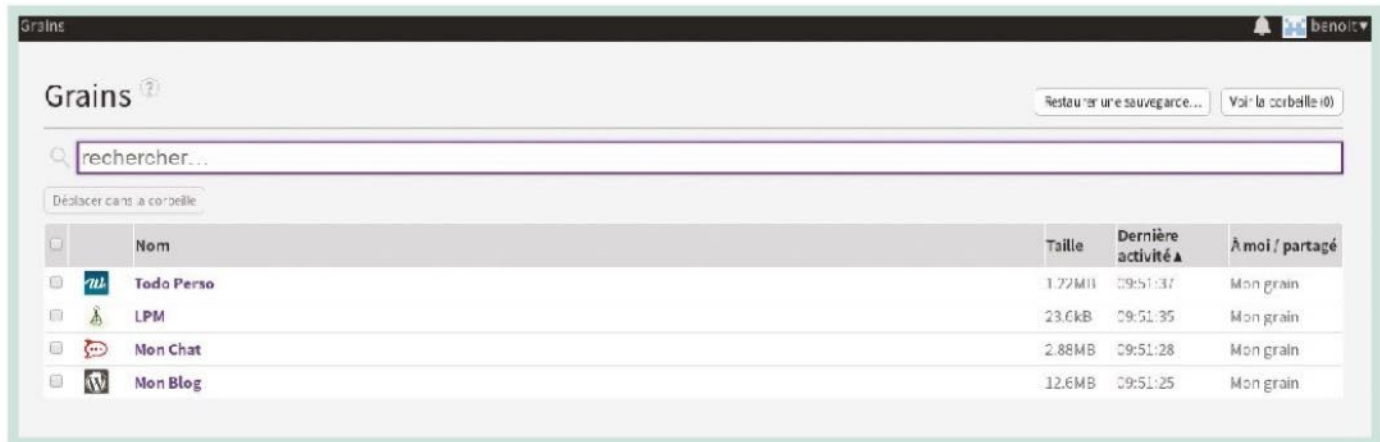 Grains
benoit▾
Grains ?
Restaurer une sauvegarde... Voir la corbeille (0)
rechercher...
Déplacer dans la corbeille
Nom Taille Dernière activité▲ À moi / partagé
Todo Perso 1.22MB 09:51:37 Mon grain
LPM 23.6kB 09:51:35 Mon grain
Mon Chat 2.88MB 09:51:28 Mon grain
Mon Blog 12.6MB 09:51:25 Mon grain